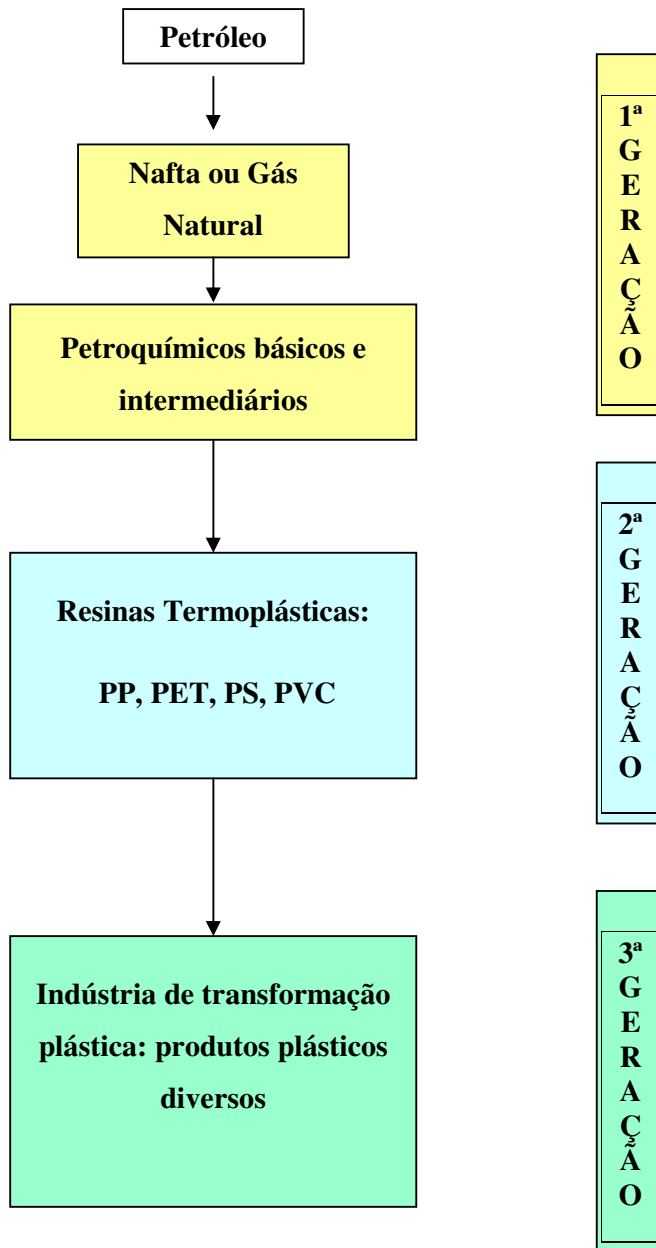 Petróleo
Nafta ou Gás
Natural
Petroquímicos básicos e
intermediários
Resinas Termoplásticas:
PP, PET, PS, PVC
Indústria de transformação
plástica: produtos plásticos
diversos
1ª
G
E
R
A
Ç
Ã
O
2ª
G
E
R
A
Ç
Ã
O
3ª
G
E
R
A
Ç
Ã
O